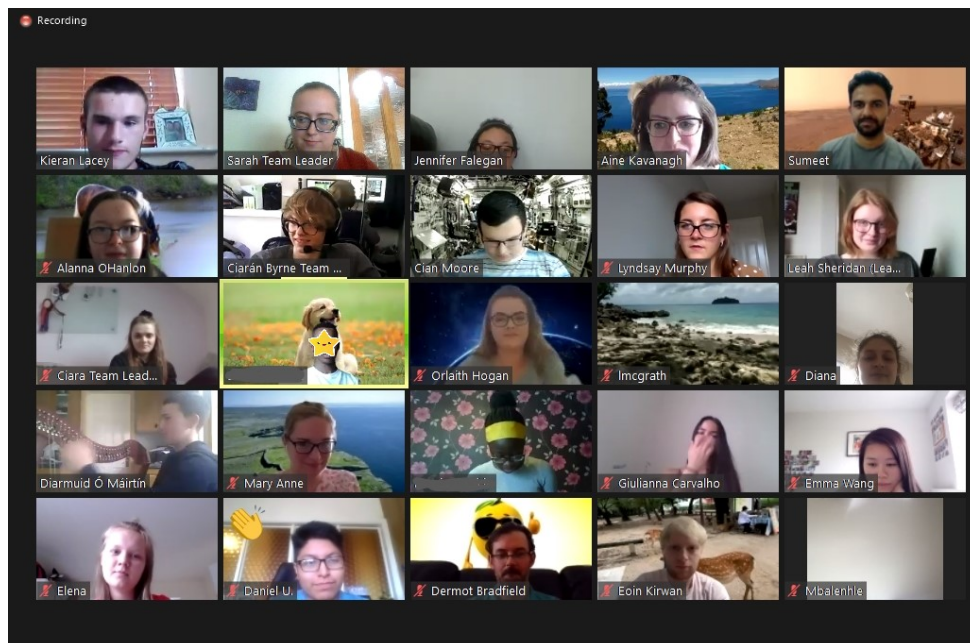 Recording
Kieran Lacey
Sarah Team Leader
Jennifer Falegan
Aine Kavanagh
Sumeet
Alanna OHanlon
Ciarán Byrne Team ...
Cian Moore
Lyndsay Murphy
Leah Sheridan (Lea...
Ciara Team Lead...
Orlaith Hogan
lmcgrath
Diana
Diarmuid Ó Máirtín
Mary Anne
Giulianna Carvalho
Emma Wang
Elena
Daniel U.
Dermot Bradfield
Eoin Kirwan
Mbalenhle